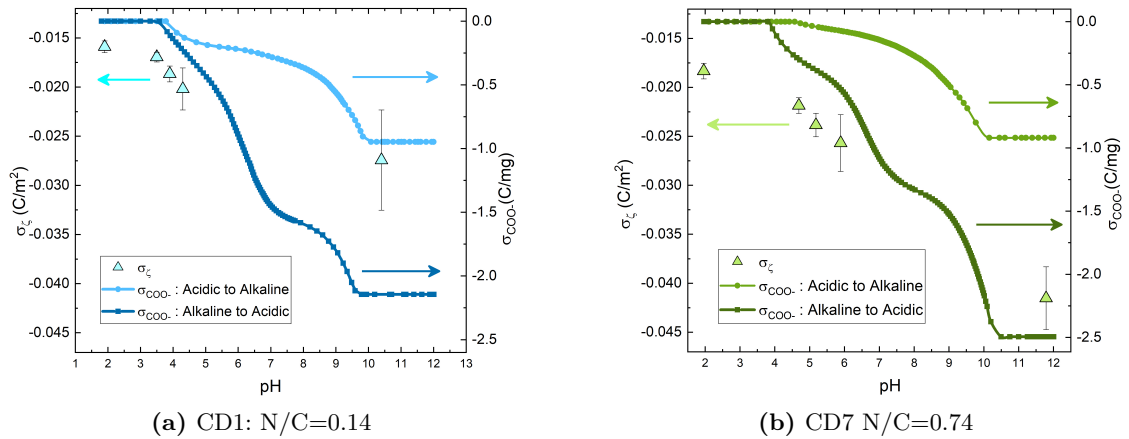 -0.015
-0.020
-0.025
-0.030
-0.035
-0.040
-0.045
σζ (C/m²)
0.0
-0.5
-1.0
-1.5
-2.0
-2.5
σCOO-(C/mg)
σζ
σCOO- : Acidic to Alkaline
σCOO- : Alkaline to Acidic
1 2 3 4 5 6 7 8 9 10 11 12 13
pH
(a) CD1: N/C=0.14
-0.015
-0.020
-0.025
-0.030
-0.035
-0.040
-0.045
σζ (C/m²)
0.0
-0.5
-1.0
-1.5
-2.0
-2.5
σCOO-(C/mg)
σζ
σCOO- : Acidic to Alkaline
σCOO- : Alkaline to Acidic
2 3 4 5 6 7 8 9 10 11 12
pH
(b) CD7 N/C=0.74